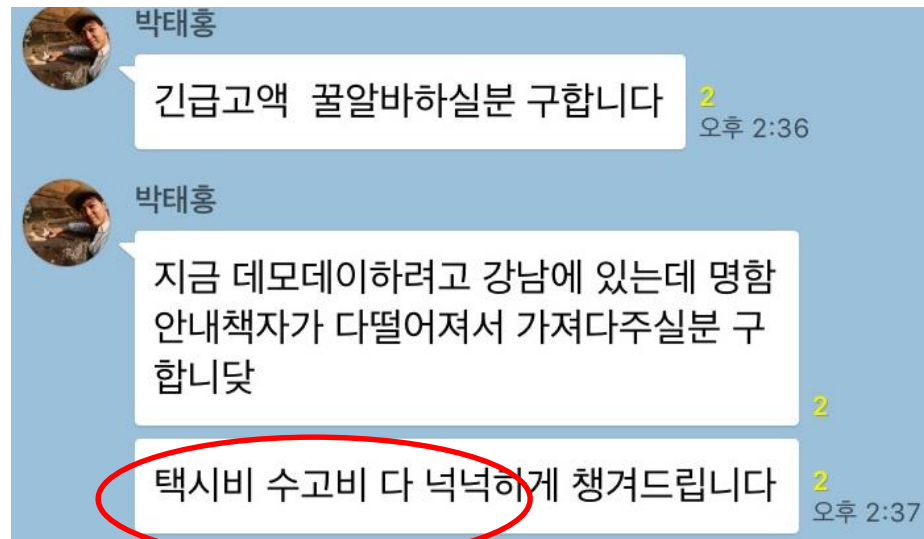 박태홍
긴급고액  꿀알바하실분 구합니다
2
오후 2:36
박태홍
지금 데모데이하려고 강남에 있는데 명함
안내책자가 다떨어져서 가져다주실분 구
합니닺
2
택시비 수고비 다 넉넉하게 챙겨드립니다
2
오후 2:37